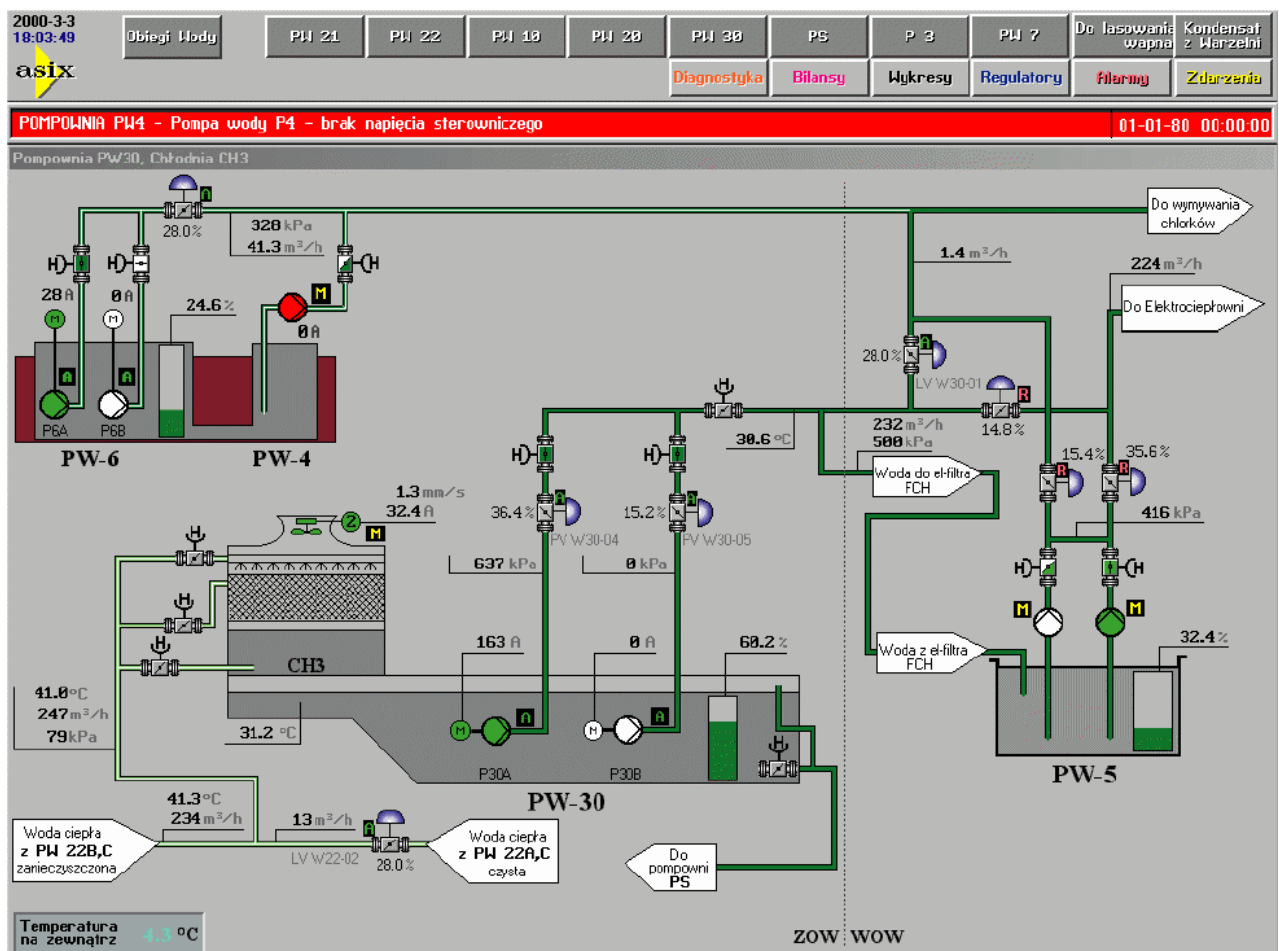 2000-3-3
18:03:49
asix
Obiegi Wody
PW 21
PW 22
PW 10
PW 20
PW 30
PS
P 3
PW 7
Do lasowania
wapna
Kondensat
z Warzelni
Diagnostyka
Bilansy
Wykresy
Regulatory
Alarmy
Zdarzenia
POMPOWNIA PW4 - Pompa wody P4 - brak napięcia sterowniczego
01-01-80 00:00:00
Pompownia PW30, Chłodnia CH3
A
28.0%
328 kPa
41.3 m³/h
H
H
H
28 A
0 A
M
M
24.6 %
M
0 A
A
A
P6A
P6B
PW-6
PW-4
Do wymywania
chlorków
1.4 m³/h
224 m³/h
Do Elektrociepłowni
28.0 %
A
LV W30-01
R
14.8 %
H
30.6 °C
232 m³/h
500 kPa
Woda do el-filtra
FCH
15.4%
R
35.6 %
R
416 kPa
H
H
H
H
36.4 %
A
PV W30-04
15.2 %
A
PV W30-05
637 kPa
0 kPa
1.3 mm/s
32.4 A
2
M
H
H
H
CH3
M
M
Woda z el-filtra
FCH
32.4 %
PW-5
163 A
0 A
60.2 %
M
A
M
A
P30A
P30B
H
PW-30
31.2 °C
41.0 °C
247 m³/h
79 kPa
41.3 °C
234 m³/h
13 m³/h
A
LV W22-02
28.0 %
Woda ciepła
z PW 22B,C
zanieczyszczona
Woda ciepła
z PW 22A,C
czysta
Do
pompowni
PS
Temperatura
na zewnątrz
4.3 °C
ZOW
WOW